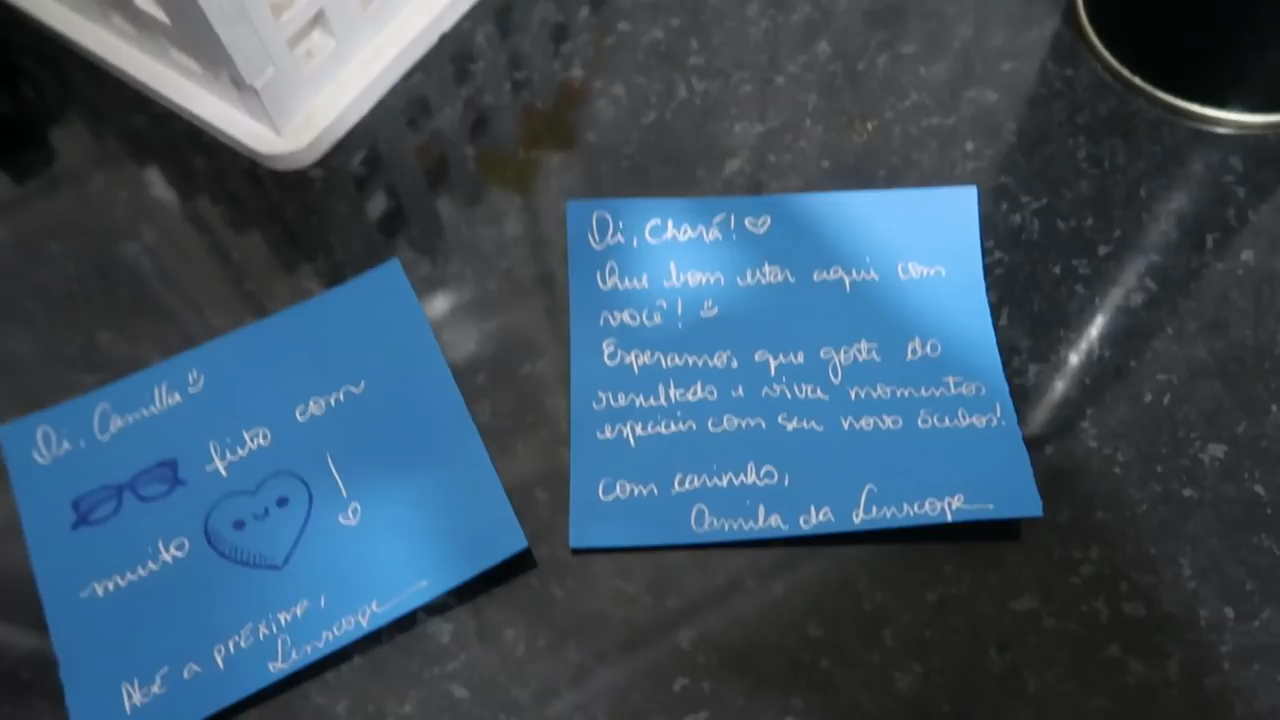 Oi, Camilla
feito com
muito
Até a próxima,
Lenscope
Oi, Chará!
Que bom estar aqui com
você!
Esperamos que goste do
resultado e viva momentos
especiais com seu novo óculos!
com carinho,
Camila da Lenscope